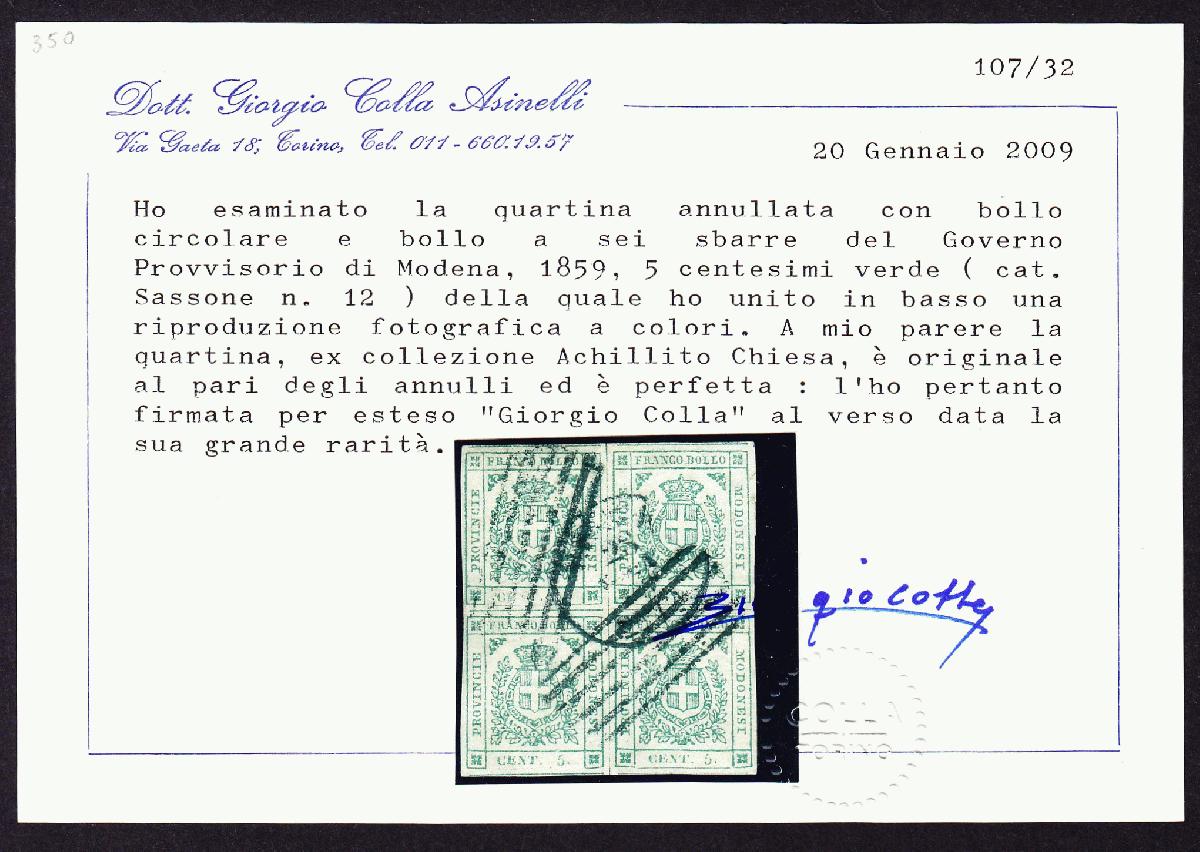 350
107/32
Dott. Giorgio Colla Asinelli
Via Gaeta 18, Torino, Tel. 011 - 660.19.57
20 Gennaio 2009
Ho esaminato la quartina annullata con bollo
circolare e bollo a sei sbarre del Governo
Provvisorio di Modena, 1859, 5 centesimi verde ( cat.
Sassone n. 12 ) della quale ho unito in basso una
riproduzione fotografica a colori. A mio parere la
quartina, ex collezione Achillito Chiesa, è originale
al pari degli annulli ed è perfetta : l'ho pertanto
firmata per esteso "Giorgio Colla" al verso data la
sua grande rarità.
FRANCO BOLLO FRANCO BOLLO
PROVINCIE MODONESI
PROVINCIE MODONESI
CENT. 5. CENT. 5.